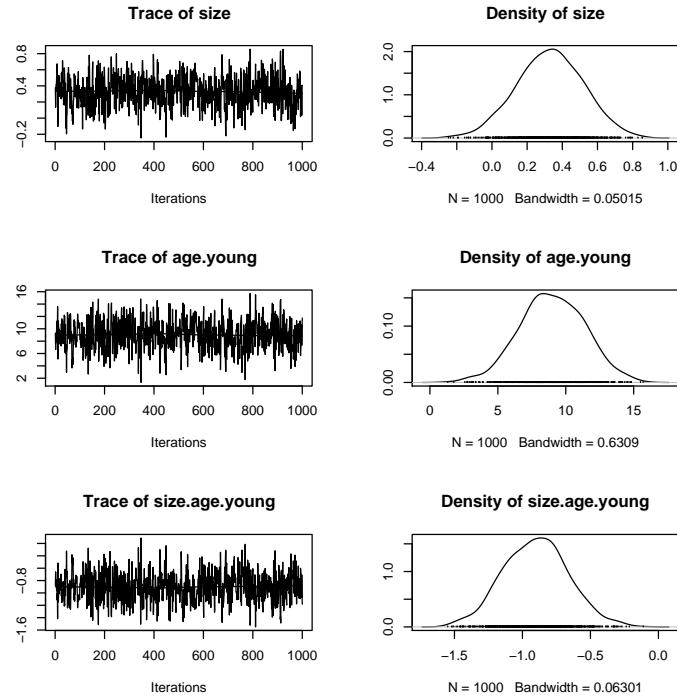 Trace of size
0.8
0.4
−0.2
0 200 400 600 800 1000
Iterations
Density of size
2.0
1.0
0.0
−0.4 0.0 0.2 0.4 0.6 0.8 1.0
N = 1000 Bandwidth = 0.05015
Trace of age.young
16
10
6
2
0 200 400 600 800 1000
Iterations
Density of age.young
0.10
0.00
0 5 10 15
N = 1000 Bandwidth = 0.6309
Trace of size.age.young
−0.8
−1.6
0 200 400 600 800 1000
Iterations
Density of size.age.young
1.0
0.0
−1.5 −1.0 −0.5 0.0
N = 1000 Bandwidth = 0.06301